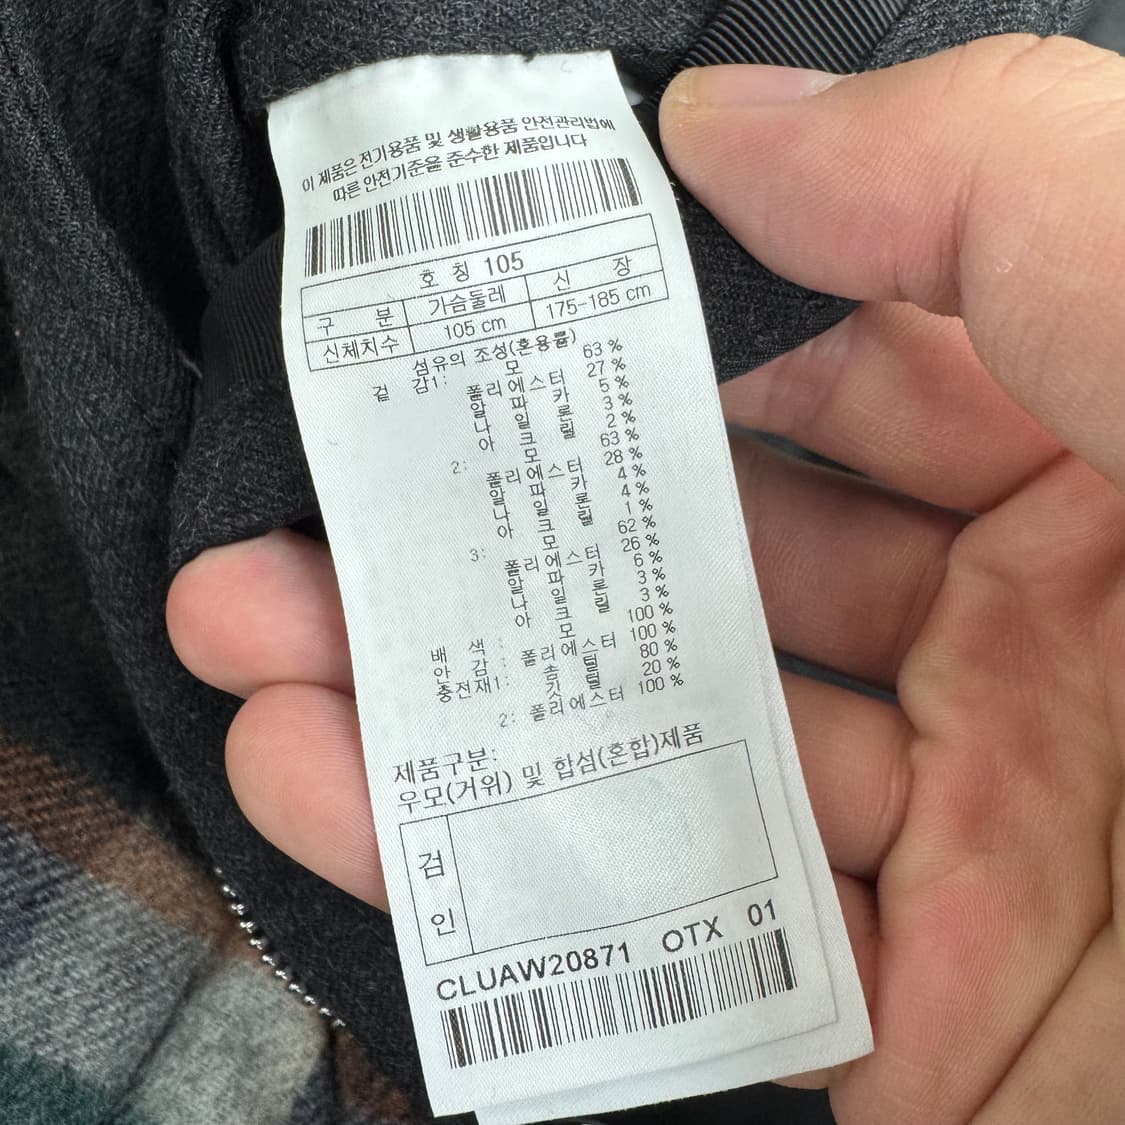 이 제품은 전기용품 및 생활용품 안전관리법에
따른 안전기준을 준수한 제품입니다
호 칭 105
구 분 가슴둘레 신 장
신체치수 105 cm 175-185 cm
섬유의 조성(혼용률)
겉 감1: 모 63 %
폴 리 에 스 터 27 %
알 파 카 5 %
나 일 론 3 %
아 크 릴 2 %
2: 모 63 %
폴 리 에 스 터 28 %
알 파 카 4 %
나 일 론 4 %
아 크 릴 1 %
3: 모 62 %
폴 리 에 스 터 26 %
알 파 카 6 %
나 일 론 3 %
아 크 릴 3 %
배 색 : 모 100 %
안 감 : 폴리에스터 100 %
충전재1: 솜 털 80 %
깃 털 20 %
2: 폴리에스터 100 %
제품구분:
우모(거위) 및 합섬(혼합)제품
검
인
CLUAW20871 OTX 01